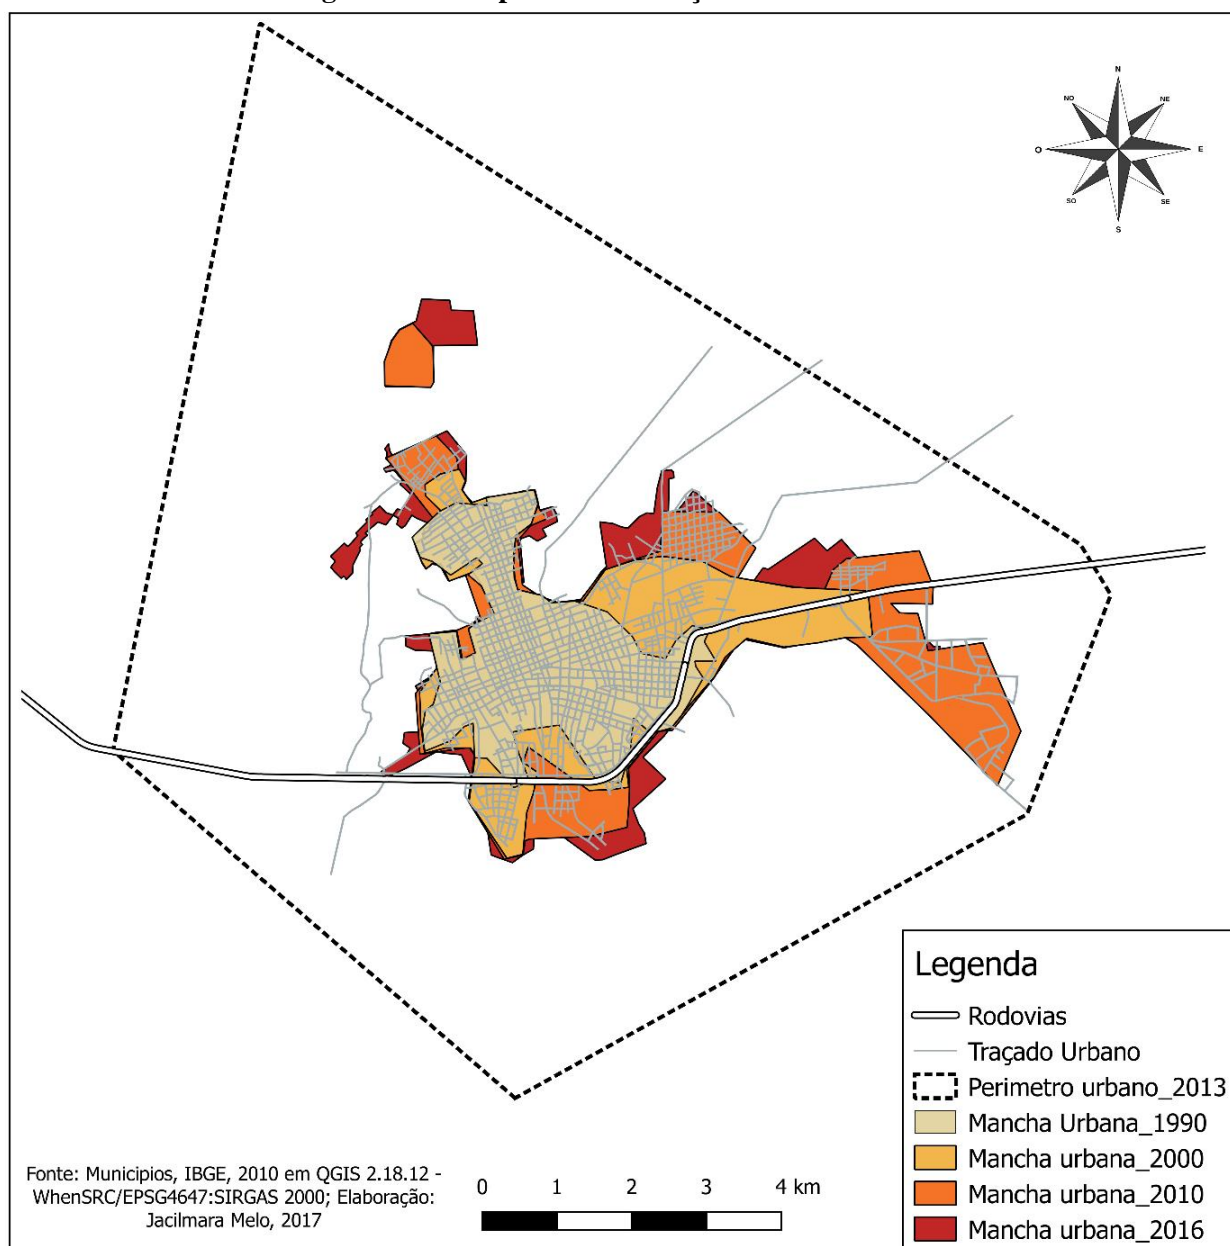 N
NO
NE
O
E
SO
SE
S
Legenda
Rodovias
Traçado Urbano
Perimetro urbano_2013
Mancha Urbana_1990
Mancha urbana_2000
Mancha urbana_2010
Mancha urbana_2016
Fonte: Municipios, IBGE, 2010 em QGIS 2.18.12 -
WhenSRC/EPSG4647:SIRGAS 2000; Elaboração:
Jacilmara Melo, 2017
0 1 2 3 4 km